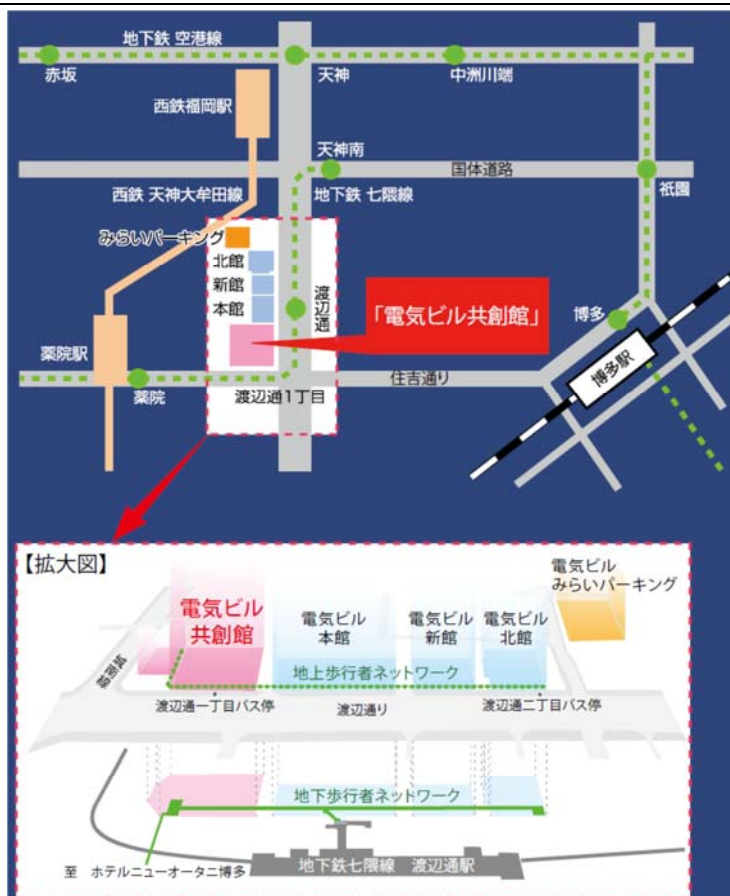 地下鉄 空港線
赤坂
天神
中洲川端
西鉄福岡駅
天神南
国体道路
祇園
西鉄 天神大牟田線
地下鉄 七隈線
みらいパーキング
北館
新館
本館
渡辺通
「電気ビル共創館」
博多
博多駅
薬院駅
薬院
渡辺通1丁目
住吉通り
【拡大図】
電気ビル
みらいパーキング
電気ビル
共創館
電気ビル
本館
電気ビル
新館
電気ビル
北館
城南線
地上歩行者ネットワーク
渡辺通一丁目バス停
渡辺通り
渡辺通二丁目バス停
地下歩行者ネットワーク
至 ホテルニューオータニ博多
地下鉄七隈線 渡辺通駅